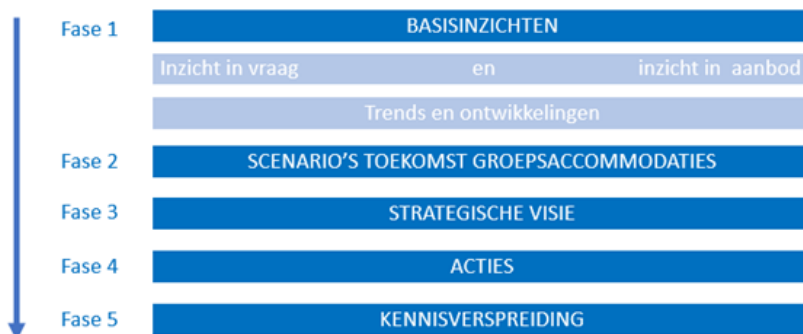 Fase 1 BASISINZICHTEN
Inzicht in vraag en inzicht in aanbod
Trends en ontwikkelingen
Fase 2 SCENARIO'S TOEKOMST GROEPSACCOMMODATIES
Fase 3 STRATEGISCHE VISIE
Fase 4 ACTIES
Fase 5 KENNISVERSPREIDING